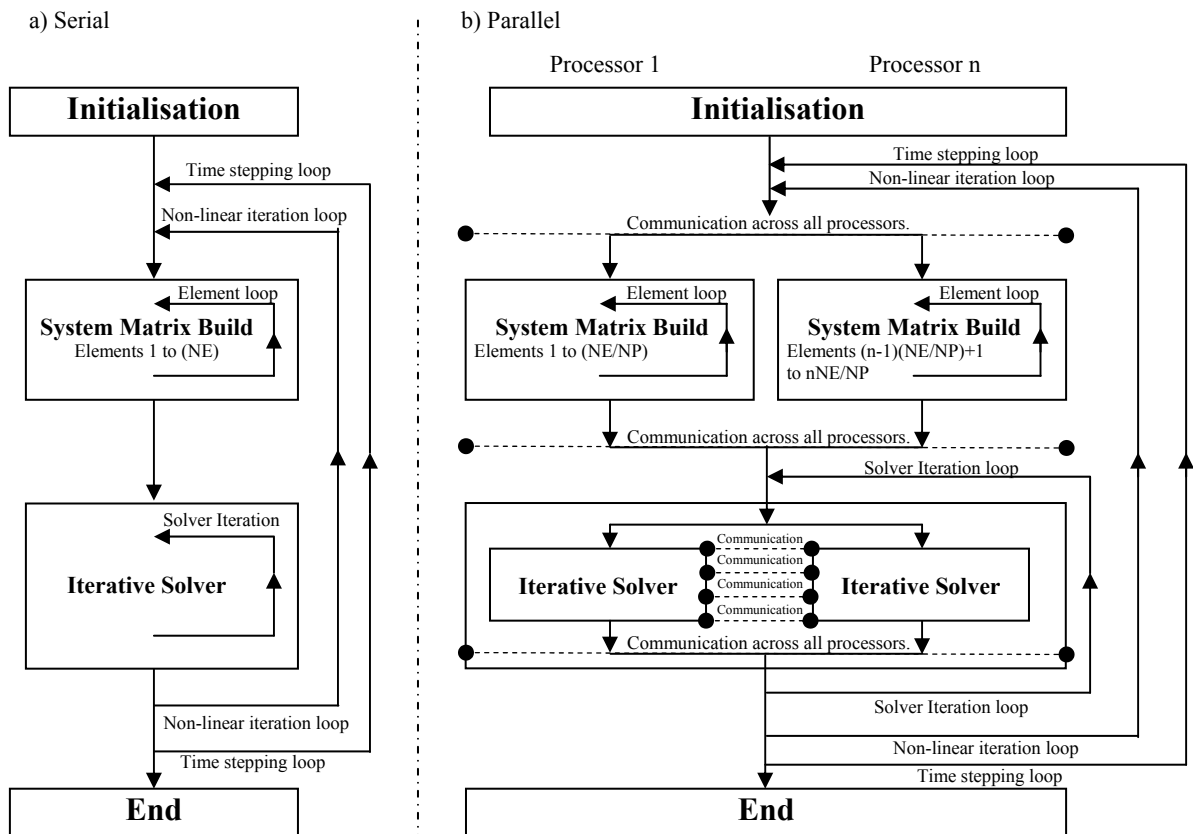 a) Serial
Initialisation
Time stepping loop
Non-linear iteration loop
Element loop
System Matrix Build
Elements 1 to (NE)
Solver Iteration
Iterative Solver
Non-linear iteration loop
Time stepping loop
End
b) Parallel
Processor 1
Processor n
Initialisation
Time stepping loop
Non-linear iteration loop
Communication across all processors.
Element loop
System Matrix Build
Elements 1 to (NE/NP)
Element loop
System Matrix Build
Elements (n-1)(NE/NP)+1
to nNE/NP
Communication across all processors.
Solver Iteration loop
Communication
Communication
Communication
Communication
Iterative Solver
Iterative Solver
Communication across all processors.
Solver Iteration loop
Non-linear iteration loop
Time stepping loop
End